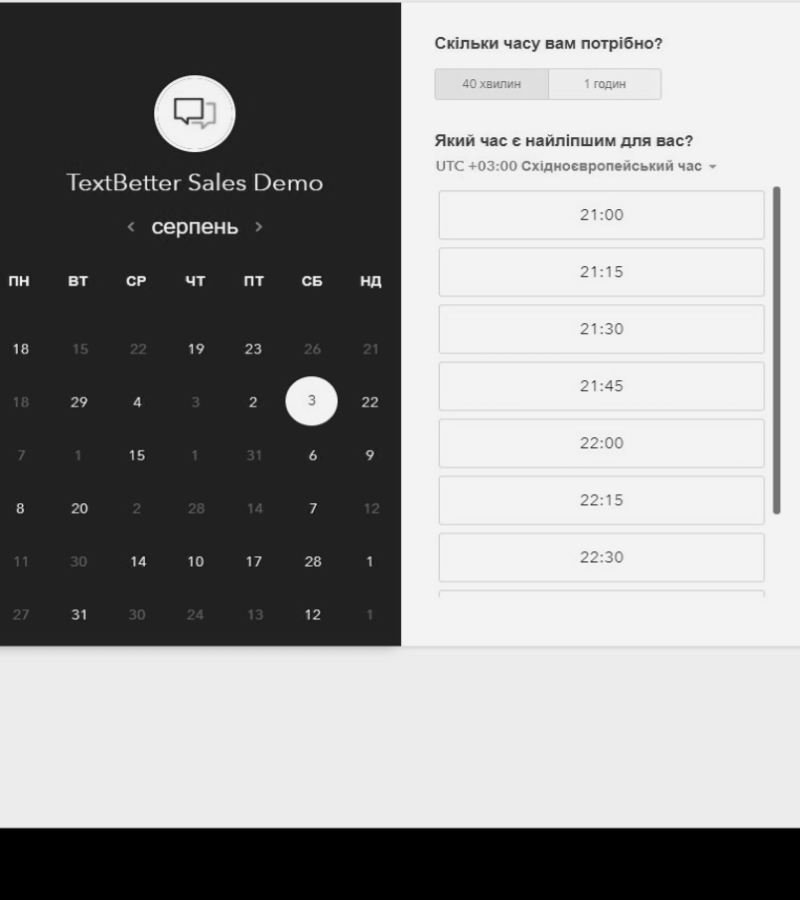 TextBetter Sales Demo
< серпень >
ПН ВТ СР ЧТ ПТ СБ НД
18 15 22 19 23 26 21
18 29 4 3 2 3 22
7 1 15 1 31 6 9
8 20 2 28 14 7 12
11 30 14 10 17 28 1
27 31 30 24 13 12 1
Скільки часу вам потрібно?
40 хвилин 1 годин
Який час є найліпшим для вас?
UTC +03:00 Східноєвропейський час
21:00
21:15
21:30
21:45
22:00
22:15
22:30